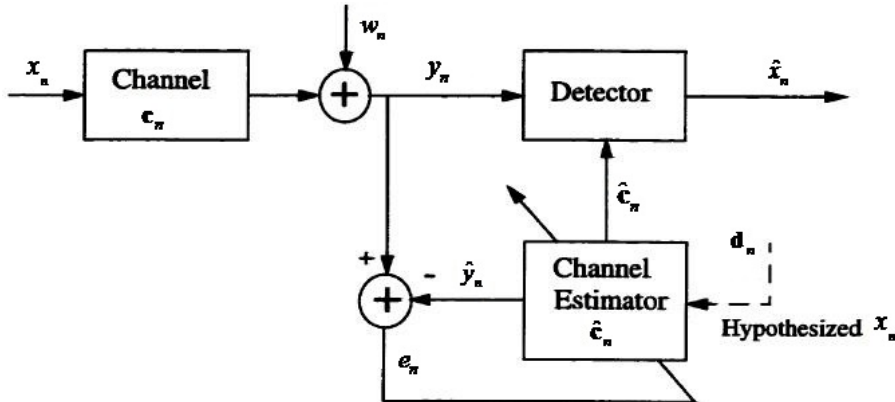 w_n
x_n
Channel
c_n
+
y_n
Detector
x̂_n
ĉ_n
d_n
+
-
ŷ_n
+
Channel
Estimator
ĉ_n
Hypothesized x_n
e_n